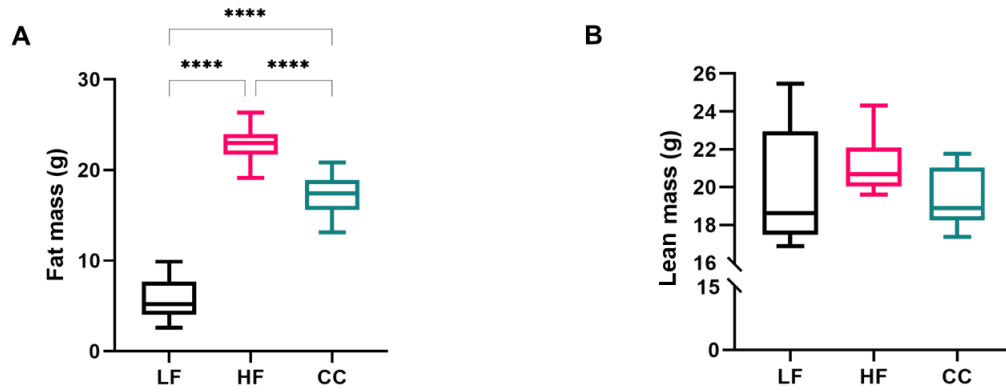 A
****
**** ****
Fat mass (g)
30
20
10
0
LF HF CC
B
Lean mass (g)
26
24
22
20
18
16
15
0
LF HF CC